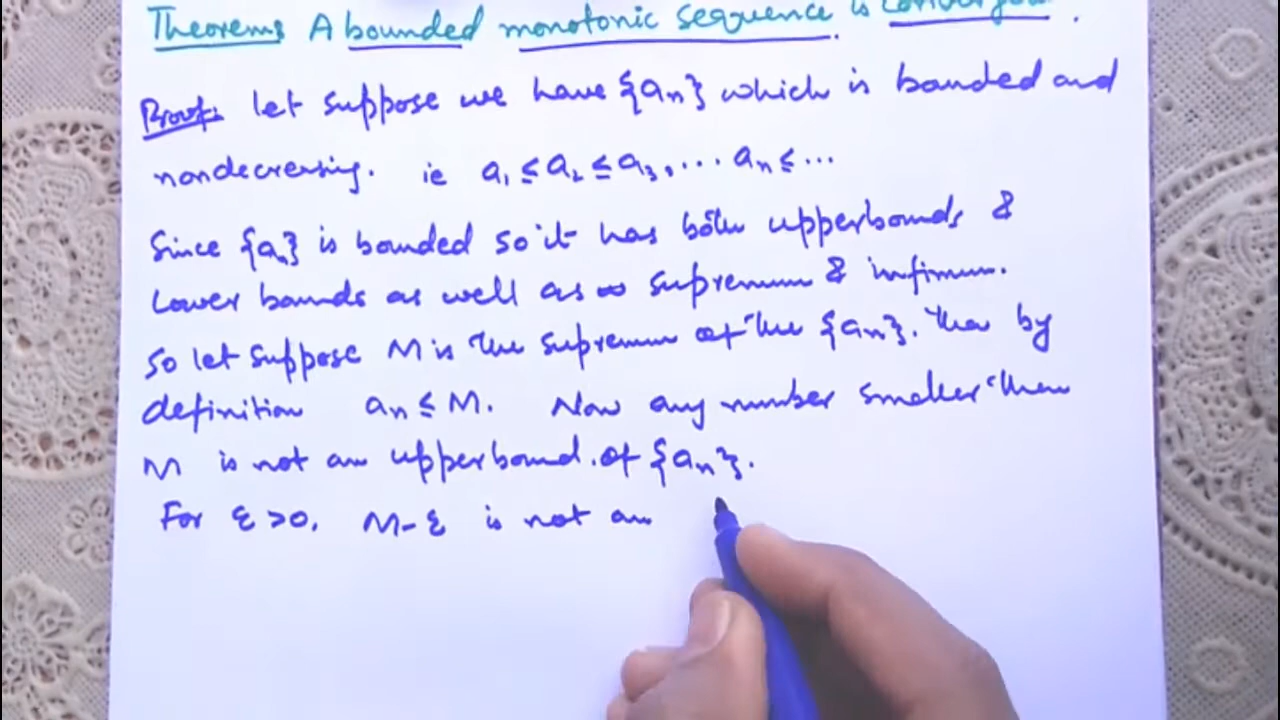 Theorem: A bounded monotonic sequence is convergent.
Proof: let suppose we have {aₙ} which is bounded and
nondecreasing. ie a₁ ≤ a₂ ≤ a₃, ... aₙ ≤ ...
Since {aₙ} is bounded so it has both upperbounds &
Lower bounds as well as supremum & infimum.
So let suppose M is the supremum of the {aₙ}. then by
definition aₙ ≤ M. Now any number smaller than
M is not an upperbound. of {aₙ}.
For ε > 0, M - ε is not an